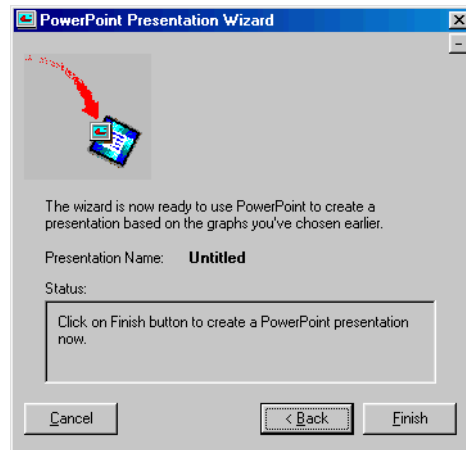 PowerPoint Presentation Wizard
The wizard is now ready to use PowerPoint to create a
presentation based on the graphs you've chosen earlier.
Presentation Name: Untitled
Status:
Click on Finish button to create a PowerPoint presentation
now.
Cancel < Back Finish